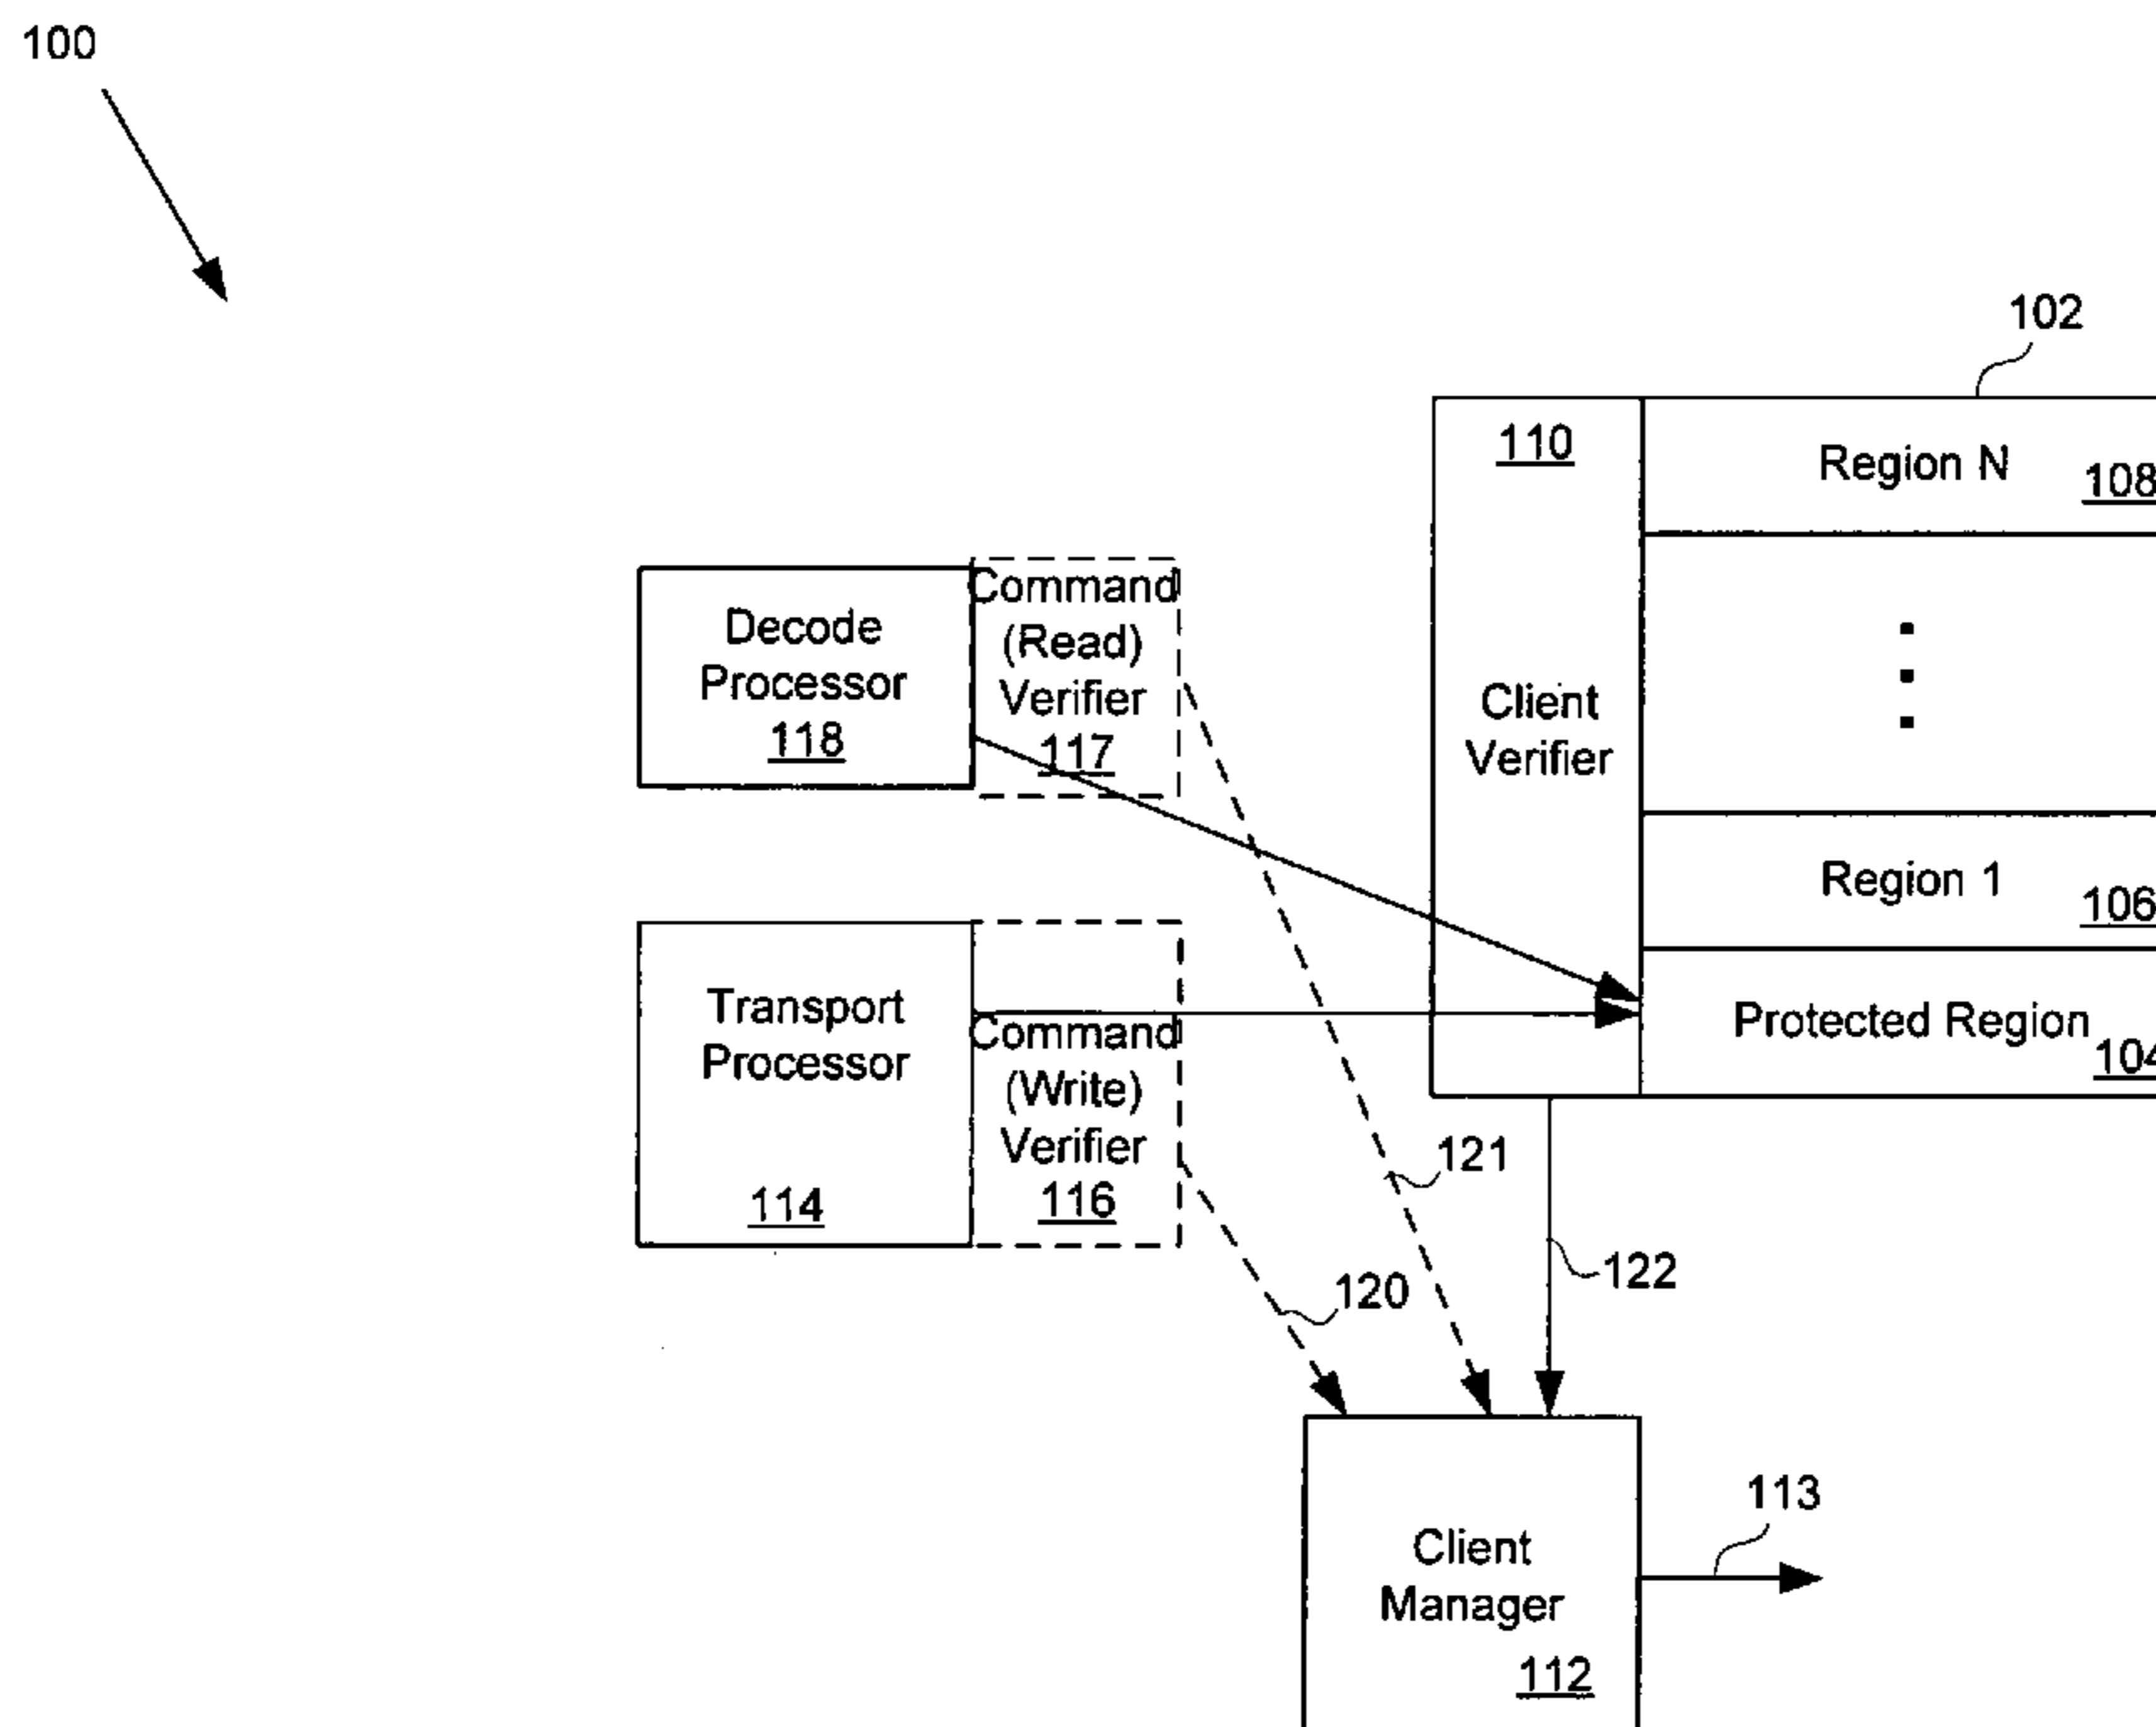 100
102
110
Region N
108
Command
(Read)
Verifier
117
Decode
Processor
118
Client
Verifier
Region 1
106
Transport
Processor
114
Command
(Write)
Verifier
116
Protected Region
104
121
122
120
113
Client
Manager
112